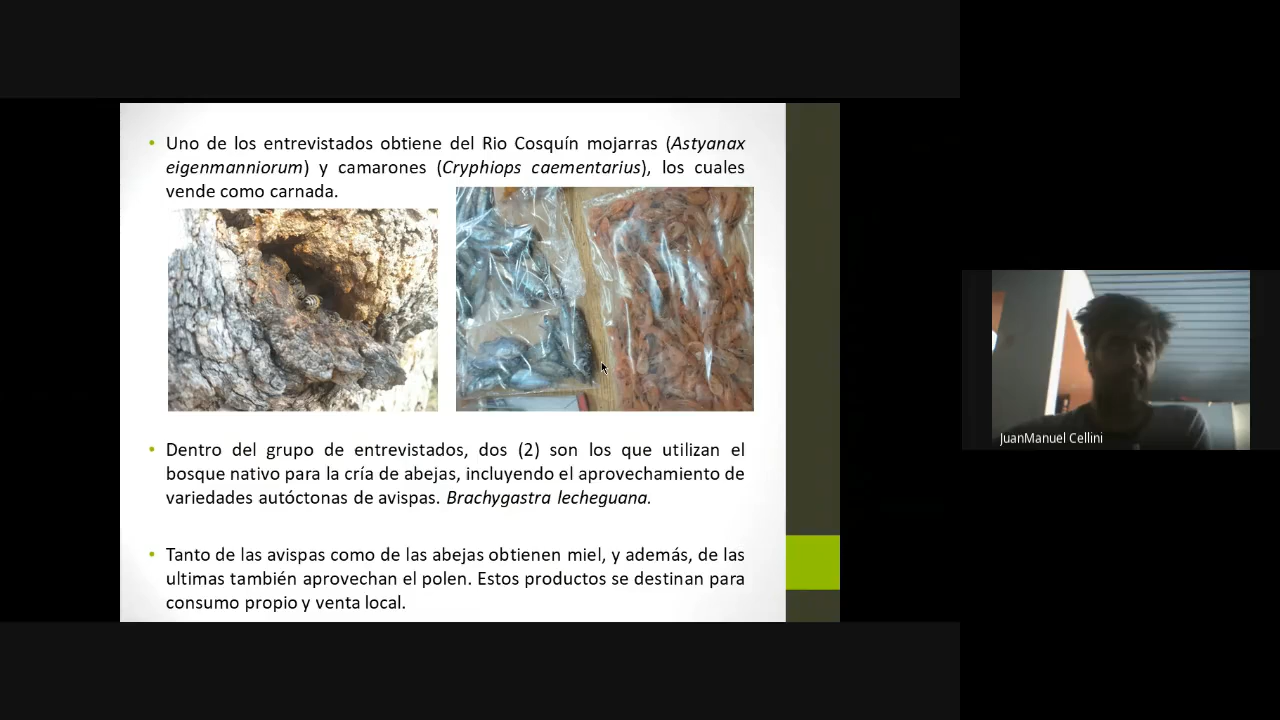 Uno de los entrevistados obtiene del Rio Cosquín mojarras (Astyanax
eigenmanniorum) y camarones (Cryphiops caementarius), los cuales
vende como carnada.
Dentro del grupo de entrevistados, dos (2) son los que utilizan el
bosque nativo para la cría de abejas, incluyendo el aprovechamiento de
variedades autóctonas de avispas. Brachygastra lecheguana.
Tanto de las avispas como de las abejas obtienen miel, y además, de las
ultimas también aprovechan el polen. Estos productos se destinan para
consumo propio y venta local.
JuanManuel Cellini